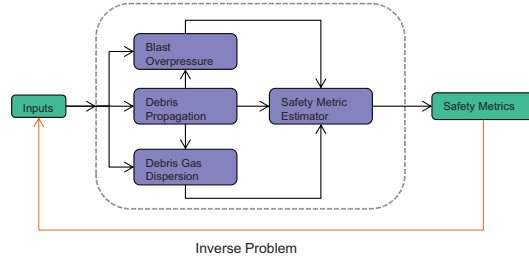 Blast
Overpressure
Inputs
Debris
Propagation
Safety Metric
Estimator
Safety Metrics
Debris Gas
Dispersion
Inverse Problem